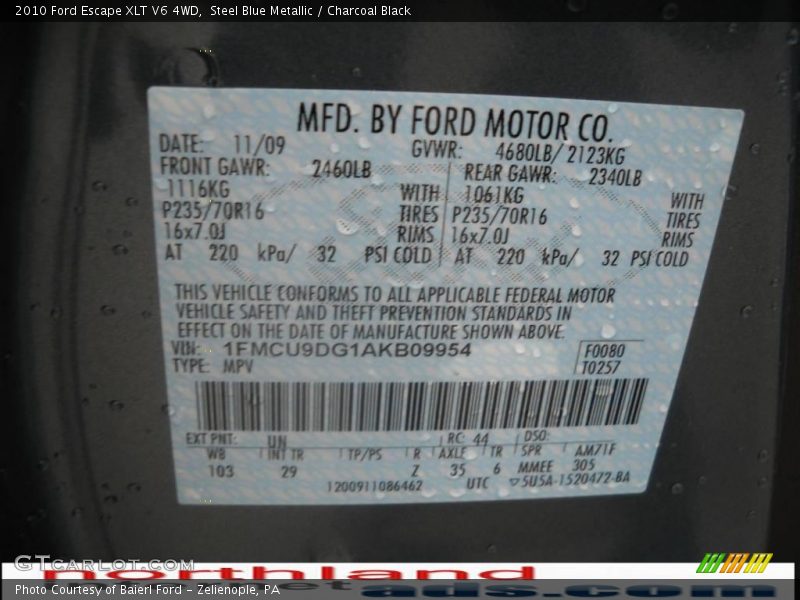 2010 Ford Escape XLT V6 4WD, Steel Blue Metallic / Charcoal Black
MFD. BY FORD MOTOR CO.
DATE: 11/09 GVWR: 4680LB/ 2123KG
FRONT GAWR: 2460LB REAR GAWR: 2340LB
1116KG WITH 1061KG WITH
P235/70R16 TIRES P235/70R16 TIRES
16x7.0J RIMS 16x7.0J RIMS
AT 220 kPa/ 32 PSI COLD AT 220 kPa/ 32 PSI COLD
THIS VEHICLE CONFORMS TO ALL APPLICABLE FEDERAL MOTOR
VEHICLE SAFETY AND THEFT PREVENTION STANDARDS IN
EFFECT ON THE DATE OF MANUFACTURE SHOWN ABOVE.
VIN: 1FMCU9DG1AKB09954 F0080
TYPE: MPV T0257
EXT PNT: UN RC: 44 DSO:
WB INT TR TP/PS R AXLE TR SPR AM71F
103 29 Z 35 6 MMEE 305
1200911086462 UTC ▽5U5A-1520472-BA
GTcarlot.com
northland
ads.com
Photo Courtesy of Baierl Ford - Zelienople, PA